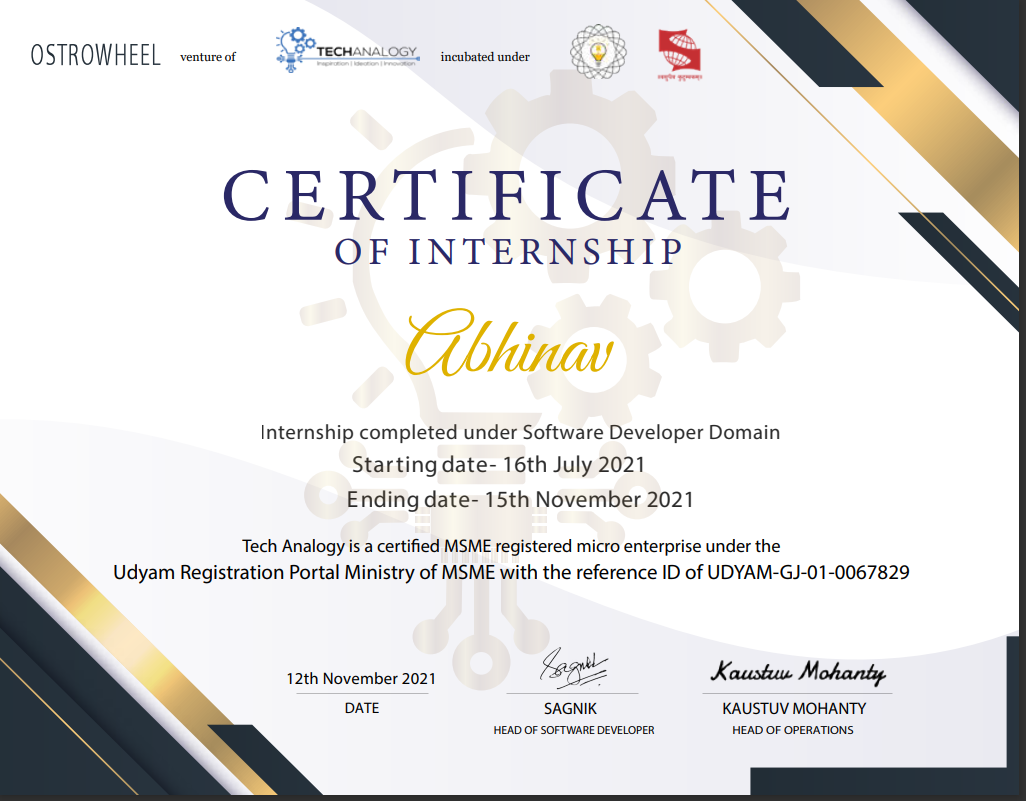 OSTROWHEEL venture of TECHANALOGY incubated under
Inspiration | Ideation | Innovation
CERTIFICATE
OF INTERNSHIP
Abhinav
Internship completed under Software Developer Domain
Starting date- 16th July 2021
Ending date- 15th November 2021
Tech Analogy is a certified MSME registered micro enterprise under the
Udyam Registration Portal Ministry of MSME with the reference ID of UDYAM-GJ-01-0067829
12th November 2021 Sagnik Kaustuv Mohanty
DATE SAGNIK KAUSTUV MOHANTY
HEAD OF SOFTWARE DEVELOPER HEAD OF OPERATIONS